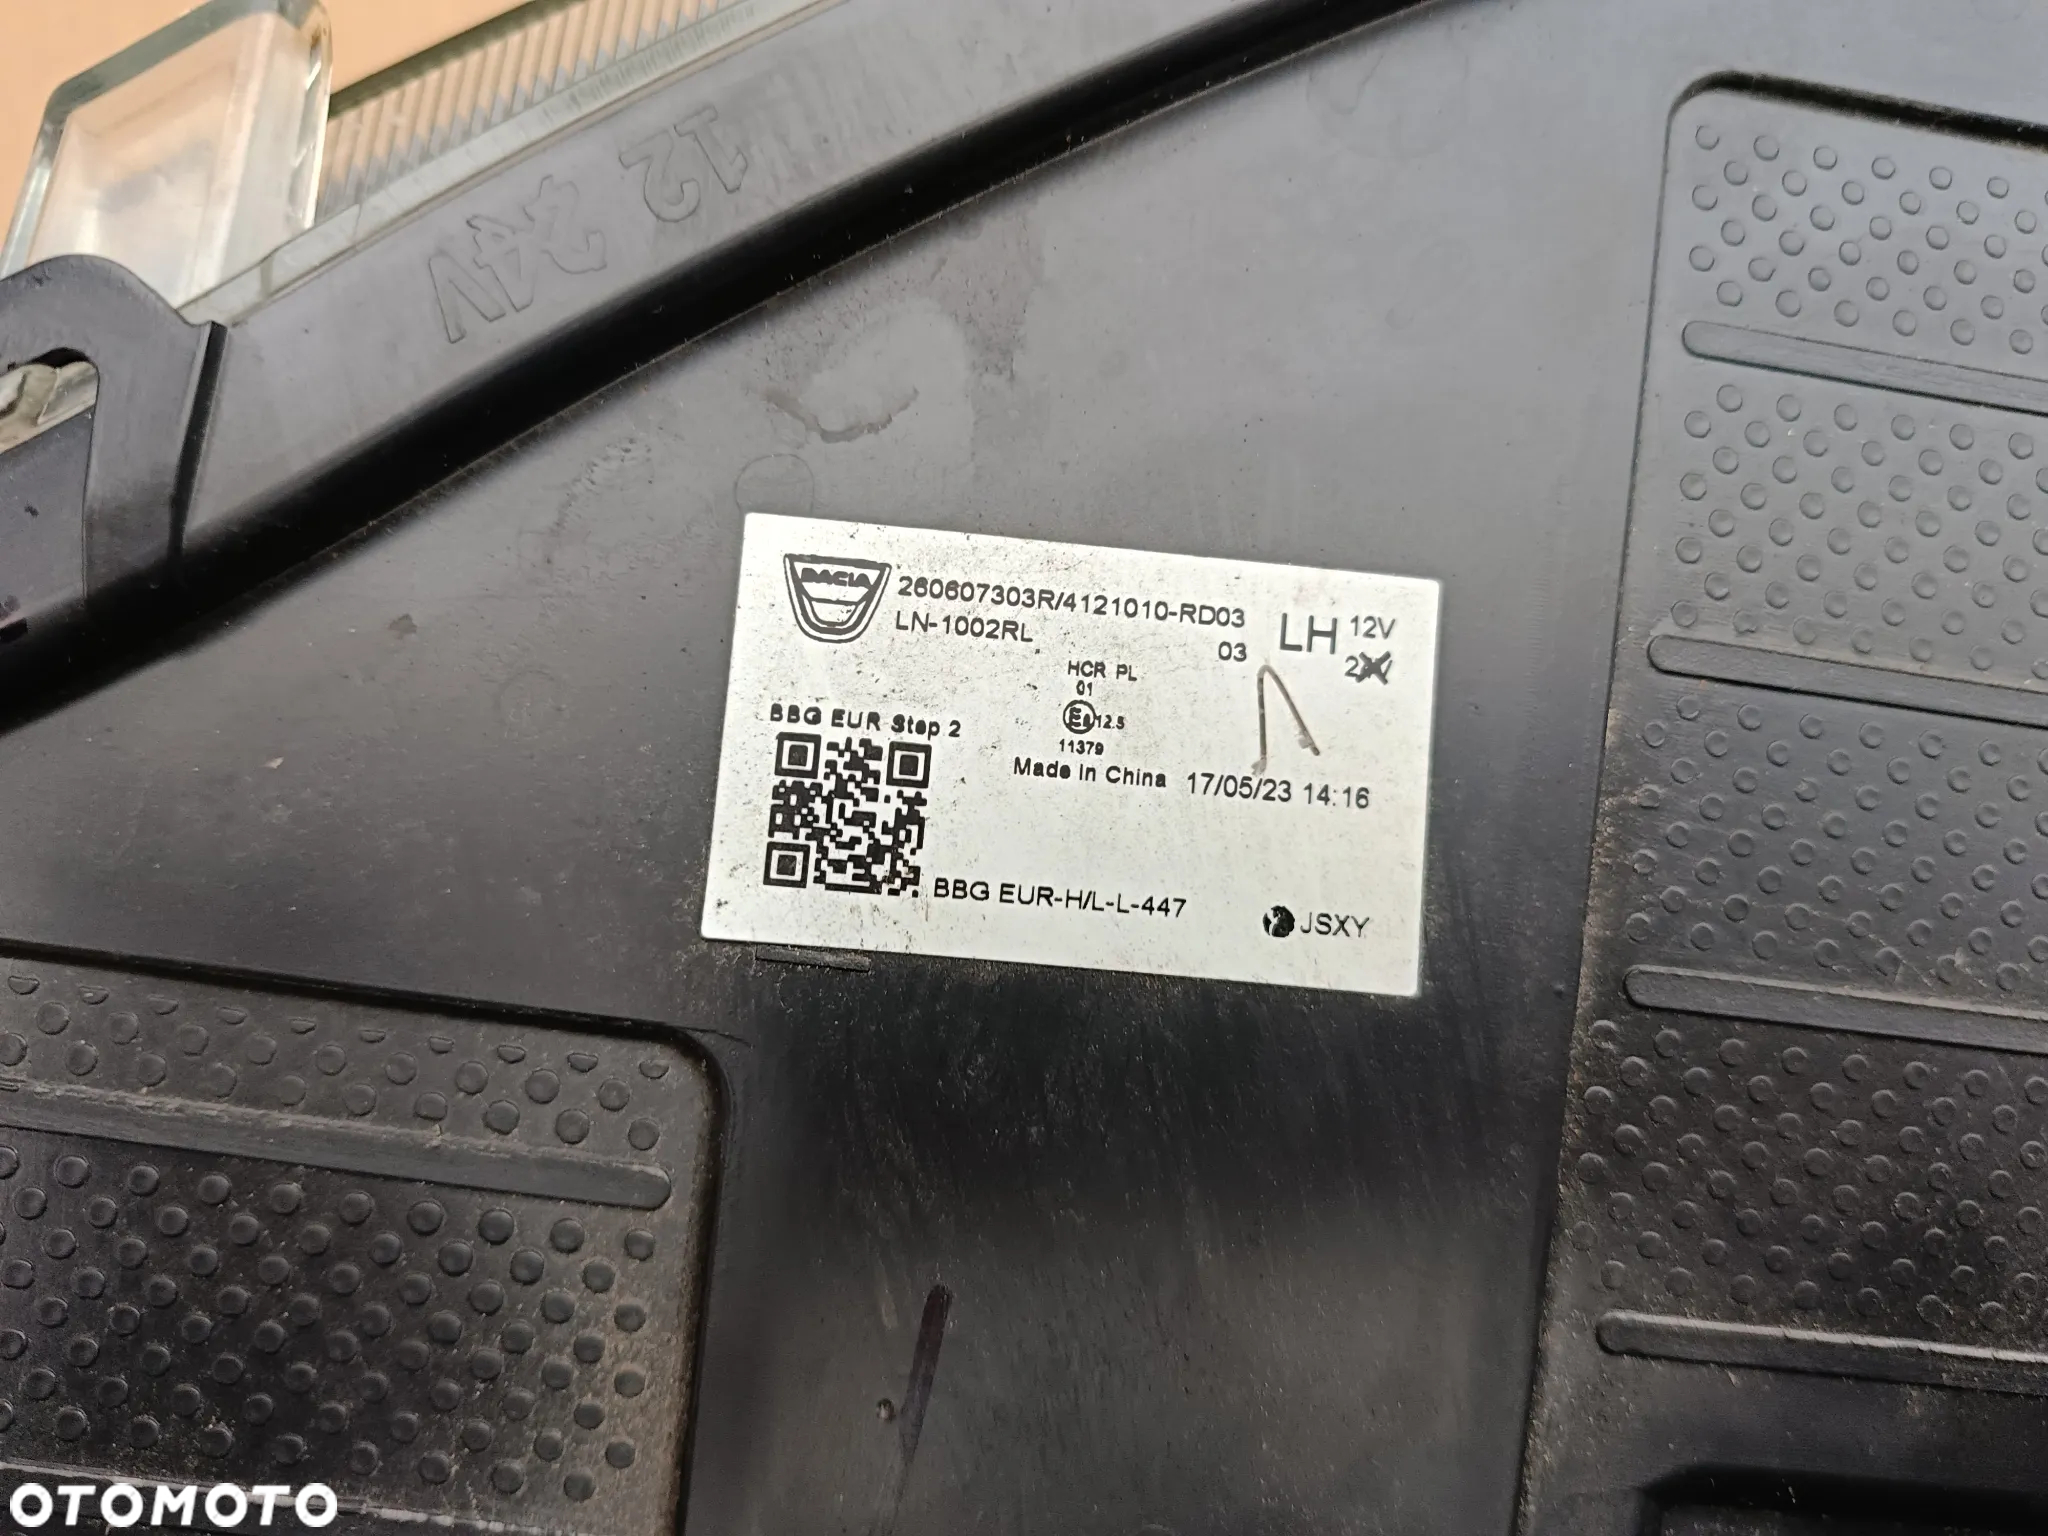 12 24V
DACIA
260607303R/4121010-RD03
LN-1002RL
03
LH
12V
HCR PL
01
12.5
11379
BBG EUR Step 2
Made In China 17/05/23 14:16
BBG EUR-H/L-L-447
JSXY
OTOMOTO